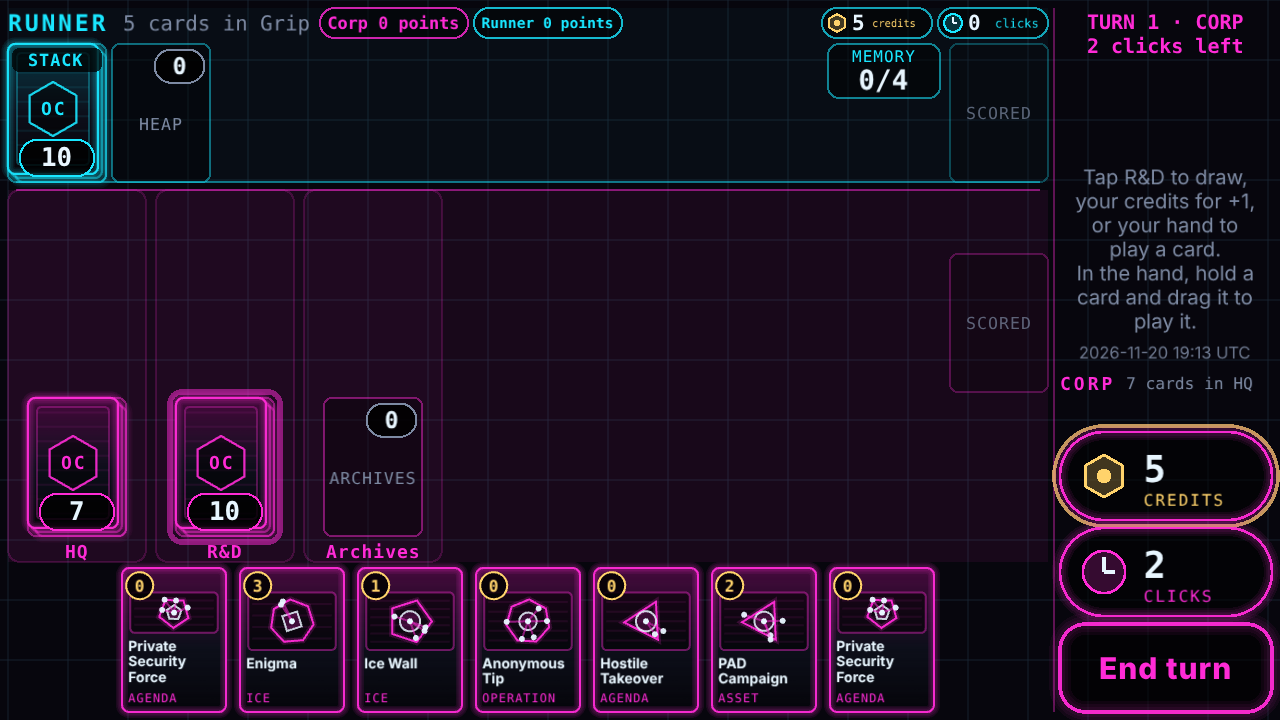 RUNNER 5 cards in Grip Corp 0 points Runner 0 points 5 credits 0 clicks
TURN 1 · CORP
2 clicks left
STACK
OC
10
0
HEAP
MEMORY
0/4
SCORED
Tap R&D to draw,
your credits for +1,
or your hand to
play a card.
In the hand, hold a
card and drag it to
play it.
2026-11-20 19:13 UTC
CORP 7 cards in HQ
SCORED
OC
7
HQ
OC
10
R&D
0
ARCHIVES
Archives
5
CREDITS
2
CLICKS
End turn
0
Private
Security
Force
AGENDA
3
Enigma
ICE
1
Ice Wall
ICE
0
Anonymous
Tip
OPERATION
0
Hostile
Takeover
AGENDA
2
PAD
Campaign
ASSET
0
Private
Security
Force
AGENDA